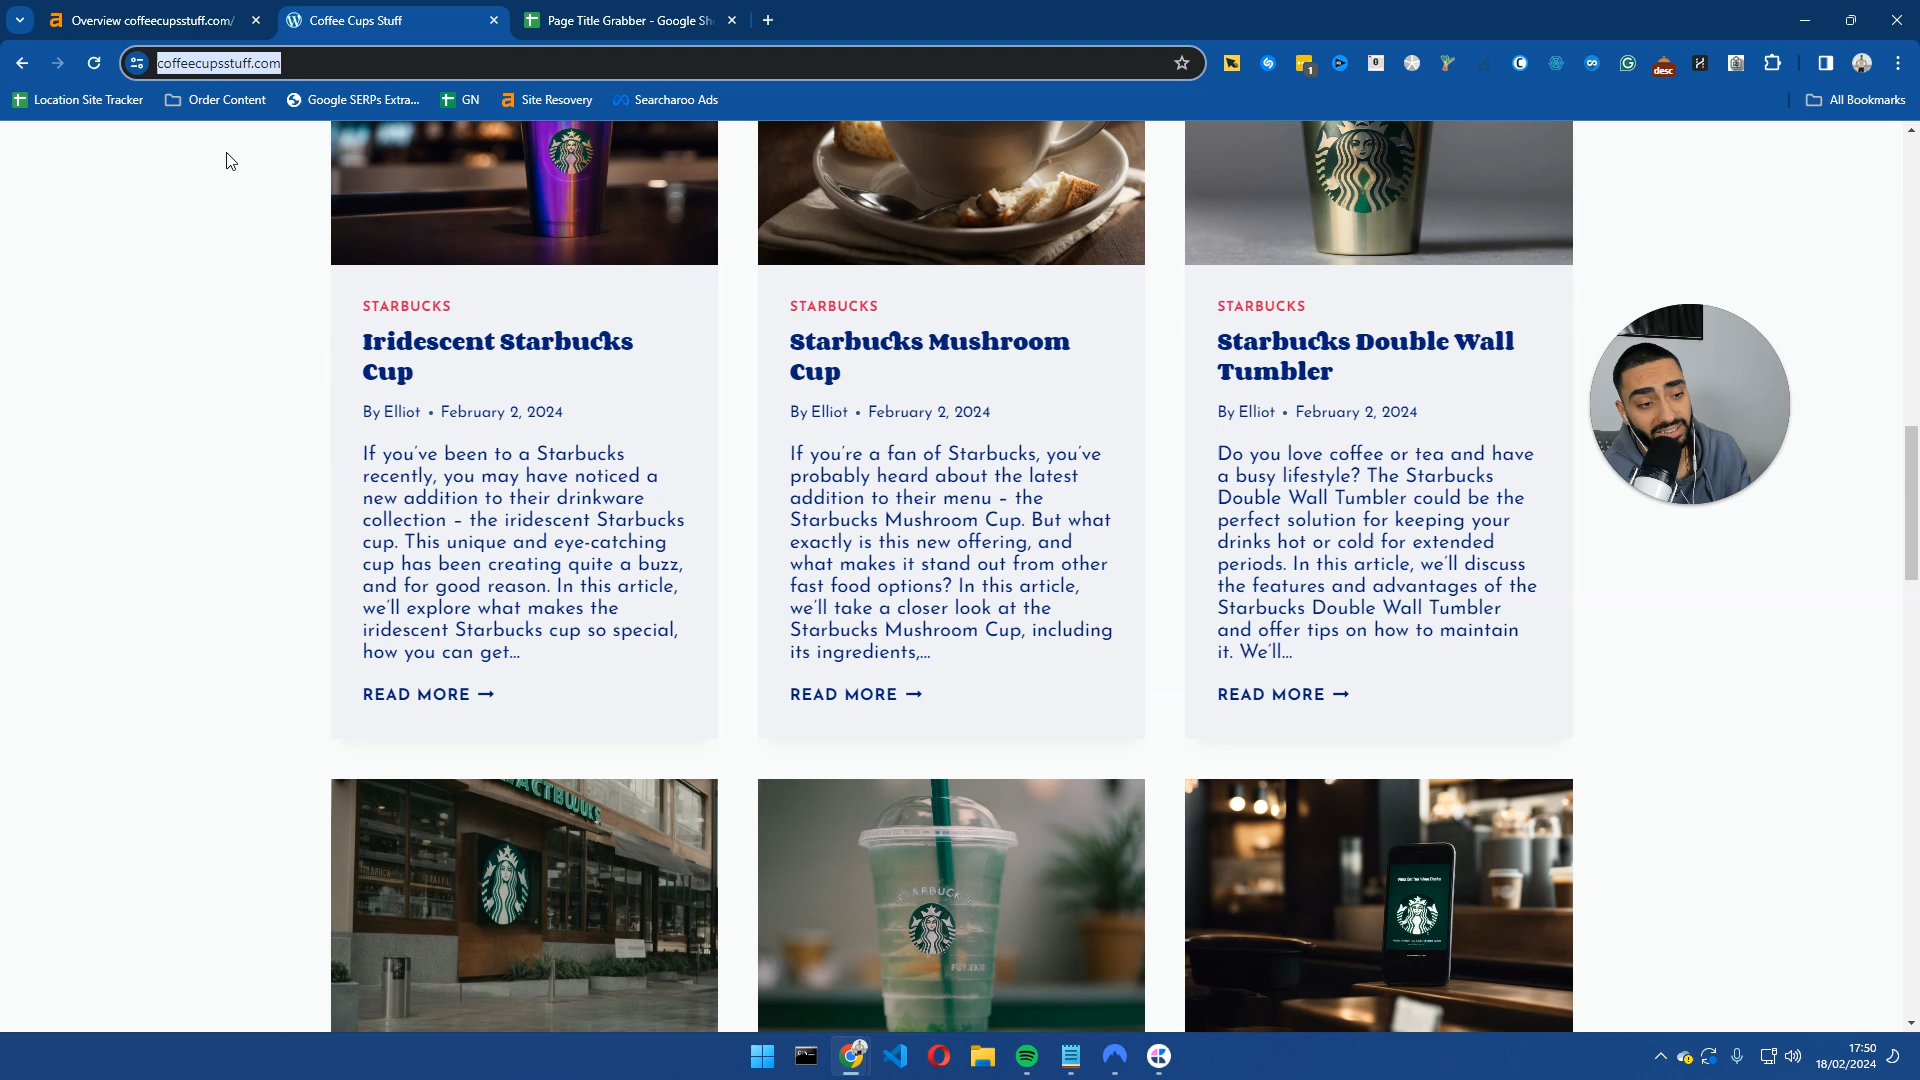 Overview coffeecupsstuff.com/
Coffee Cups Stuff
Page Title Grabber - Google She
coffeecupsstuff.com
1
desc
Location Site Tracker
Order Content
Google SERPs Extra...
GN
Site Recovery
Searcharoo Ads
All Bookmarks
STARBUCKS
Iridescent Starbucks
Cup
By Elliot • February 2, 2024
If you've been to a Starbucks
recently, you may have noticed a
new addition to their drinkware
collection – the iridescent Starbucks
cup. This unique and eye-catching
cup has been creating quite a buzz,
and for good reason. In this article,
we'll explore what makes the
iridescent Starbucks cup so special,
how you can get...
READ MORE →
STARBUCKS
Starbucks Mushroom
Cup
By Elliot • February 2, 2024
If you're a fan of Starbucks, you've
probably heard about the latest
addition to their menu – the
Starbucks Mushroom Cup. But what
exactly is this new offering, and
what makes it stand out from other
fast food options? In this article,
we'll take a closer look at the
Starbucks Mushroom Cup, including
its ingredients,...
READ MORE →
STARBUCKS
Starbucks Double Wall
Tumbler
By Elliot • February 2, 2024
Do you love coffee or tea and have
a busy lifestyle? The Starbucks
Double Wall Tumbler could be the
perfect solution for keeping your
drinks hot or cold for extended
periods. In this article, we'll discuss
the features and advantages of the
Starbucks Double Wall Tumbler
and offer tips on how to maintain
it. We'll...
READ MORE →
17:50
18/02/2024